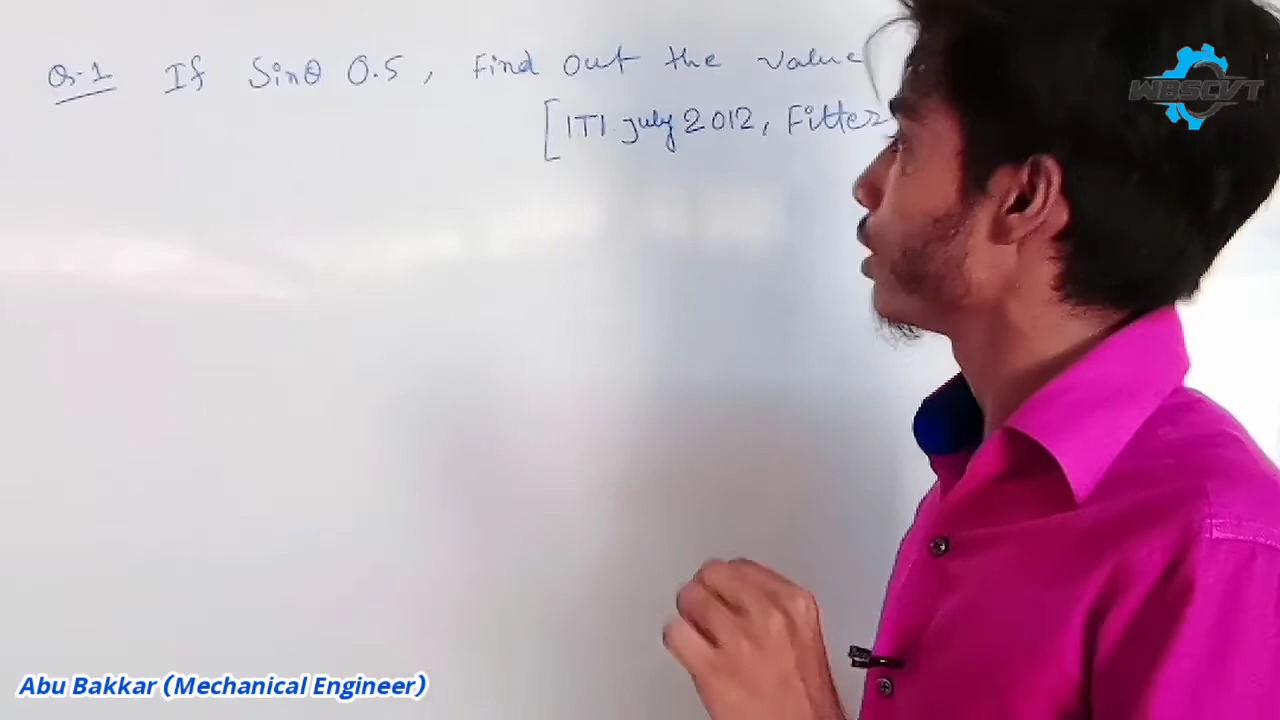 Q.1 If Sinθ 0.5, Find out the value
[ITI July 2012, Fitter
WBSCVT
Abu Bakkar (Mechanical Engineer)